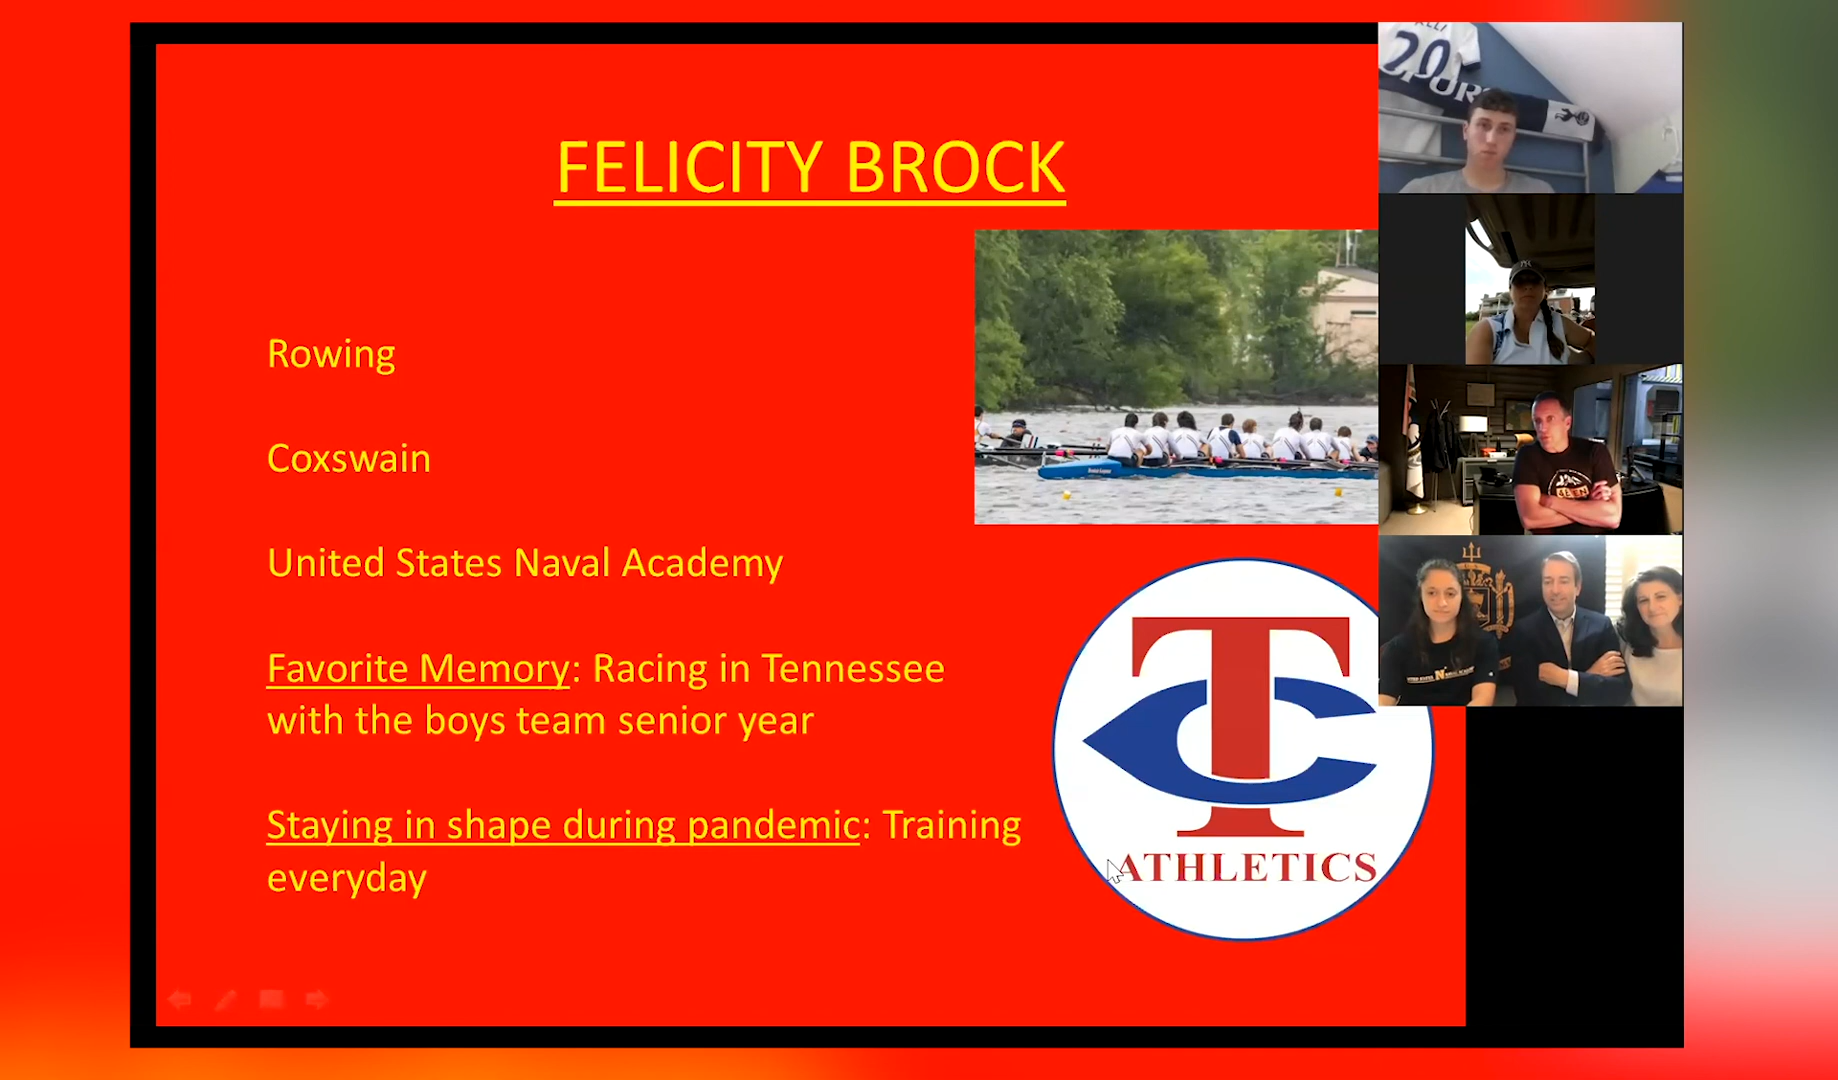 FELICITY BROCK
Rowing
Coxswain
United States Naval Academy
Favorite Memory: Racing in Tennessee
with the boys team senior year
Staying in shape during pandemic: Training
everyday
TC
ATHLETICS
20